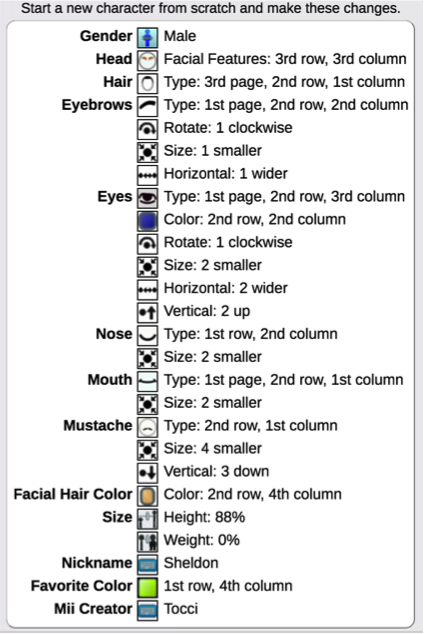 Start a new character from scratch and make these changes.
Gender Male
Head Facial Features: 3rd row, 3rd column
Hair Type: 3rd page, 2nd row, 1st column
Eyebrows Type: 1st page, 2nd row, 2nd column
Rotate: 1 clockwise
Size: 1 smaller
Horizontal: 1 wider
Eyes Type: 1st page, 2nd row, 3rd column
Color: 2nd row, 2nd column
Rotate: 1 clockwise
Size: 2 smaller
Horizontal: 2 wider
Vertical: 2 up
Nose Type: 1st row, 2nd column
Size: 2 smaller
Mouth Type: 1st page, 2nd row, 1st column
Size: 2 smaller
Mustache Type: 2nd row, 1st column
Size: 4 smaller
Vertical: 3 down
Facial Hair Color Color: 2nd row, 4th column
Size Height: 88%
Weight: 0%
Nickname Sheldon
Favorite Color 1st row, 4th column
Mii Creator Tocci